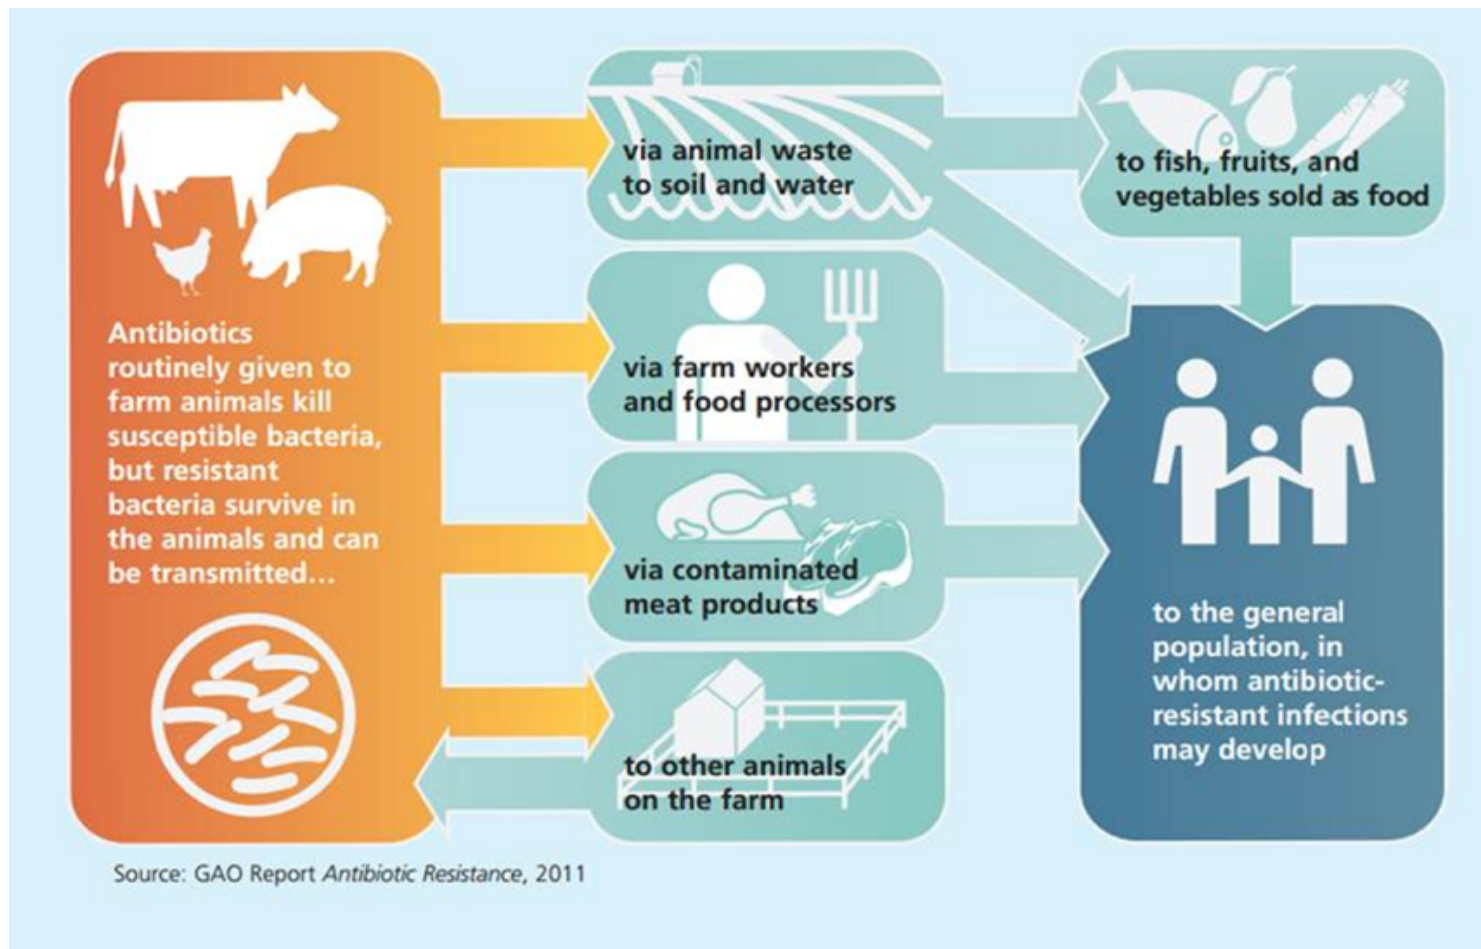 Antibiotics
routinely given to
farm animals kill
susceptible bacteria,
but resistant
bacteria survive in
the animals and can
be transmitted...
via animal waste
to soil and water
via farm workers
and food processors
via contaminated
meat products
to other animals
on the farm
to fish, fruits, and
vegetables sold as food
to the general
population, in
whom antibiotic-
resistant infections
may develop
Source: GAO Report Antibiotic Resistance, 2011